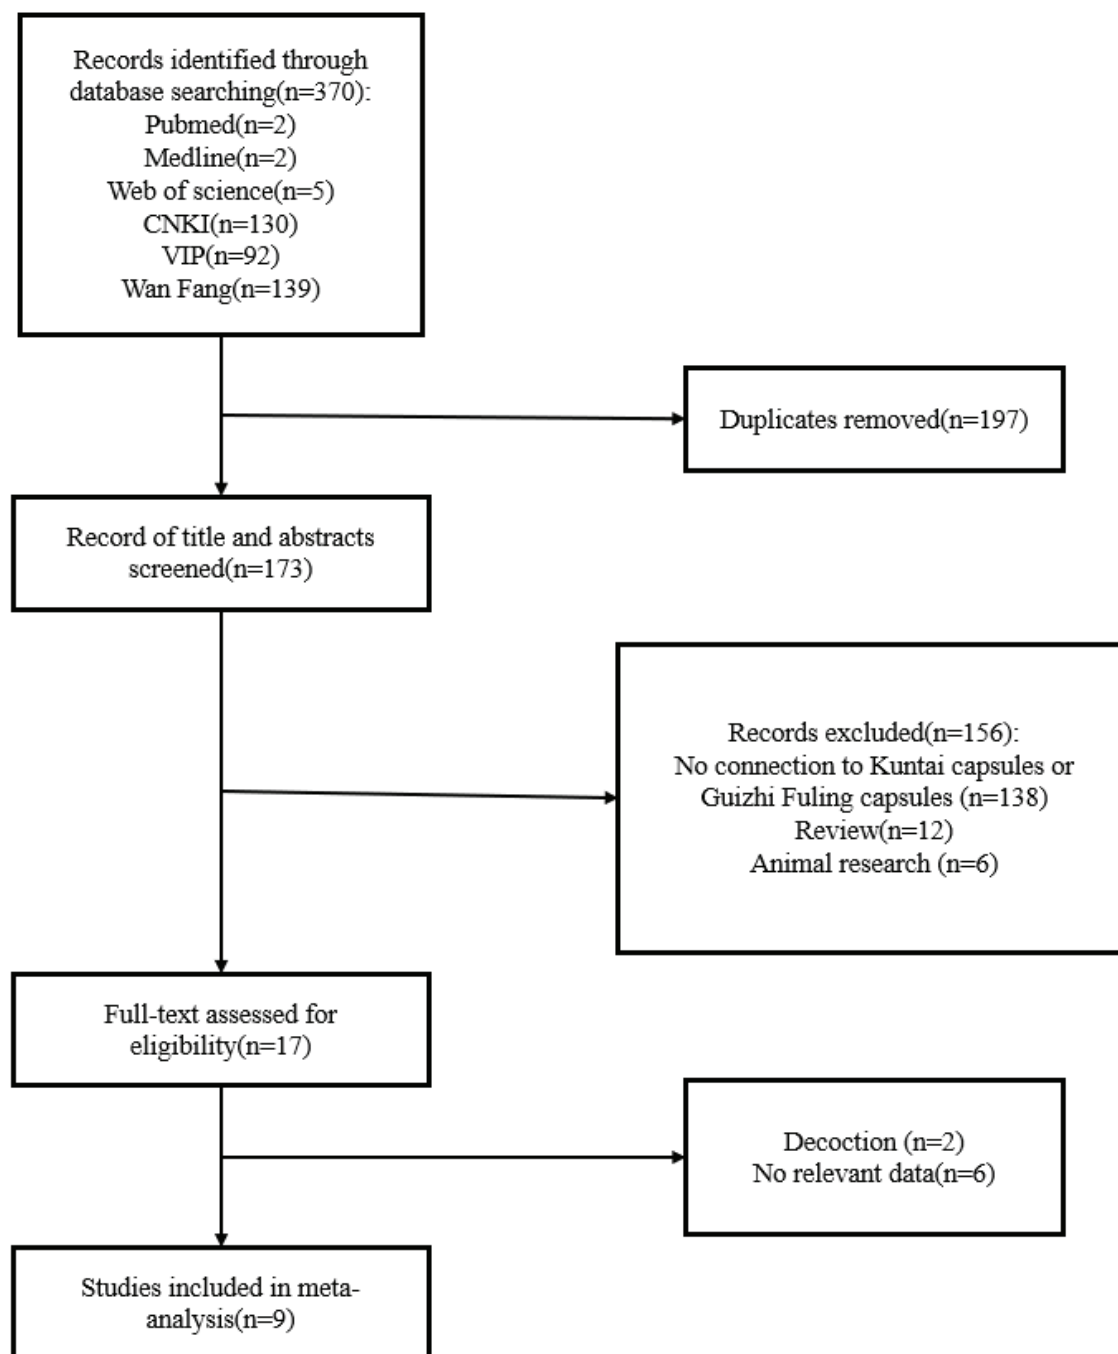 Records identified through
database searching(n=370):
Pubmed(n=2)
Medline(n=2)
Web of science(n=5)
CNKI(n=130)
VIP(n=92)
Wan Fang(n=139)
Duplicates removed(n=197)
Record of title and abstracts
screened(n=173)
Records excluded(n=156):
No connection to Kuntai capsules or
Guizhi Fuling capsules (n=138)
Review(n=12)
Animal research (n=6)
Full-text assessed for
eligibility(n=17)
Decoction (n=2)
No relevant data(n=6)
Studies included in meta-
analysis(n=9)